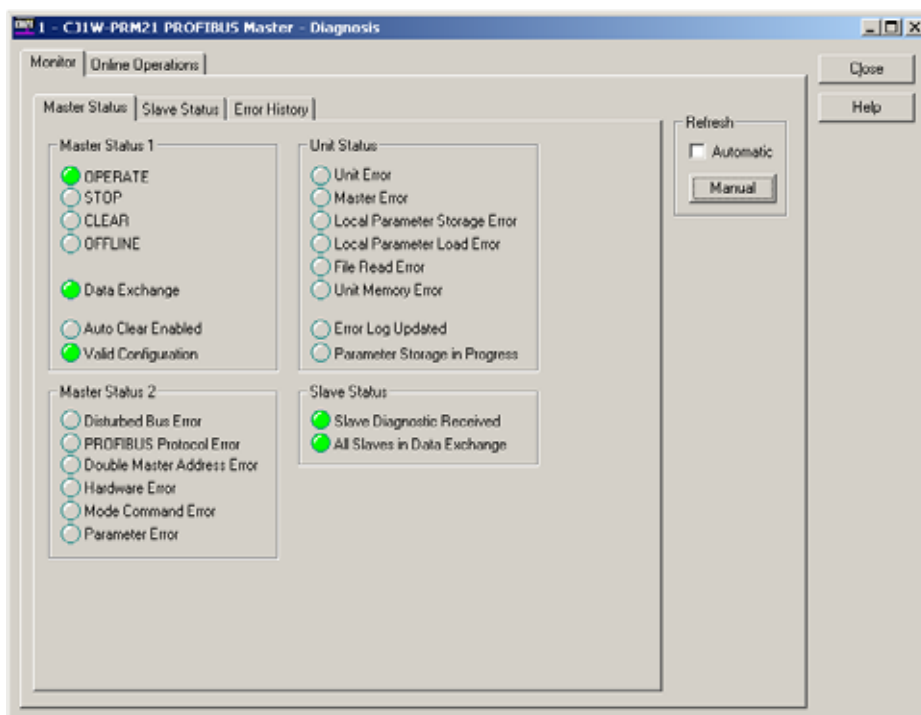 1 - CJ1W-PRM21 PROFIBUS Master - Diagnosis
Monitor
Online Operations
Close
Help
Master Status
Slave Status
Error History
Refresh
Automatic
Manual
Master Status 1
OPERATE
STOP
CLEAR
OFFLINE
Data Exchange
Auto Clear Enabled
Valid Configuration
Unit Status
Unit Error
Master Error
Local Parameter Storage Error
Local Parameter Load Error
File Read Error
Unit Memory Error
Error Log Updated
Parameter Storage in Progress
Master Status 2
Disturbed Bus Error
PROFIBUS Protocol Error
Double Master Address Error
Hardware Error
Mode Command Error
Parameter Error
Slave Status
Slave Diagnostic Received
All Slaves in Data Exchange